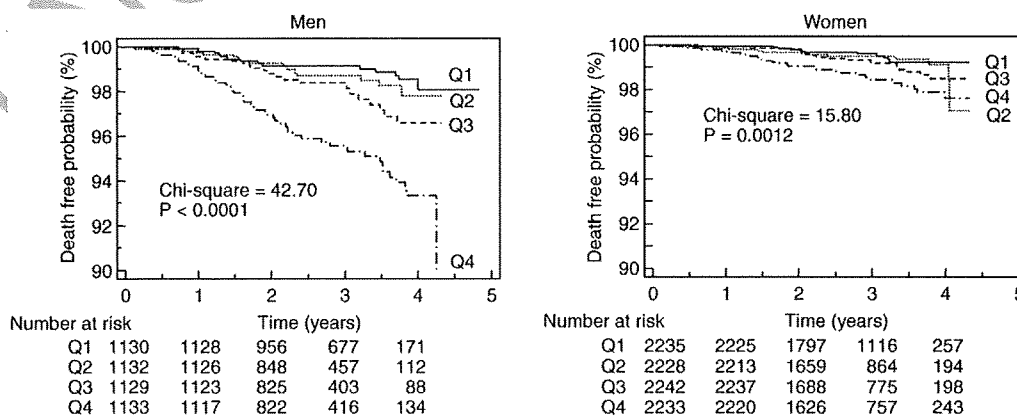 Men
Death free probability (%)
100
98
96
94
92
90
0 1 2 3 4 5
Q1
Q2
Q3
Q4
Chi-square = 42.70
P < 0.0001
Number at risk Time (years)
Q1 1130 1128 956 677 171
Q2 1132 1126 848 457 112
Q3 1129 1123 825 403 88
Q4 1133 1117 822 416 134
Women
Death free probability (%)
100
98
96
94
92
90
0 1 2 3 4 5
Q1
Q3
Q4
Q2
Chi-square = 15.80
P = 0.0012
Number at risk Time (years)
Q1 2235 2225 1797 1116 257
Q2 2228 2213 1659 864 194
Q3 2242 2237 1688 775 198
Q4 2233 2220 1626 757 243